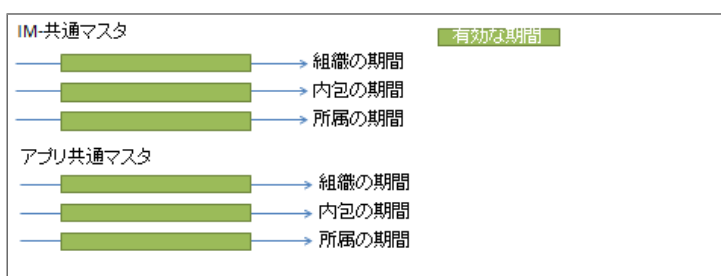 IM-共通マスタ
有効な期間
組織の期間
内包の期間
所属の期間
アプリ共通マスタ
組織の期間
内包の期間
所属の期間